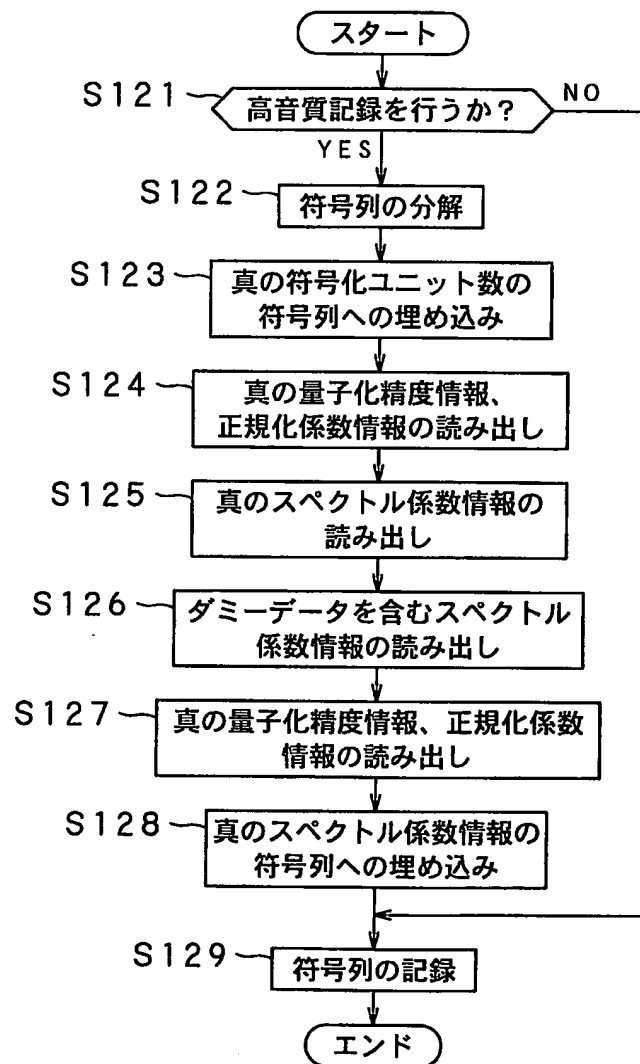 スタート
S121
高音質記録を行うか?
NO
YES
S122
符号列の分解
S123
真の符号化ユニット数の
符号列への埋め込み
S124
真の量子化精度情報、
正規化係数情報の読み出し
S125
真のスペクトル係数情報の
読み出し
S126
ダミーデータを含むスペクトル
係数情報の読み出し
S127
真の量子化精度情報、正規化係数
情報の読み出し
S128
真のスペクトル係数情報の
符号列への埋め込み
S129
符号列の記録
エンド